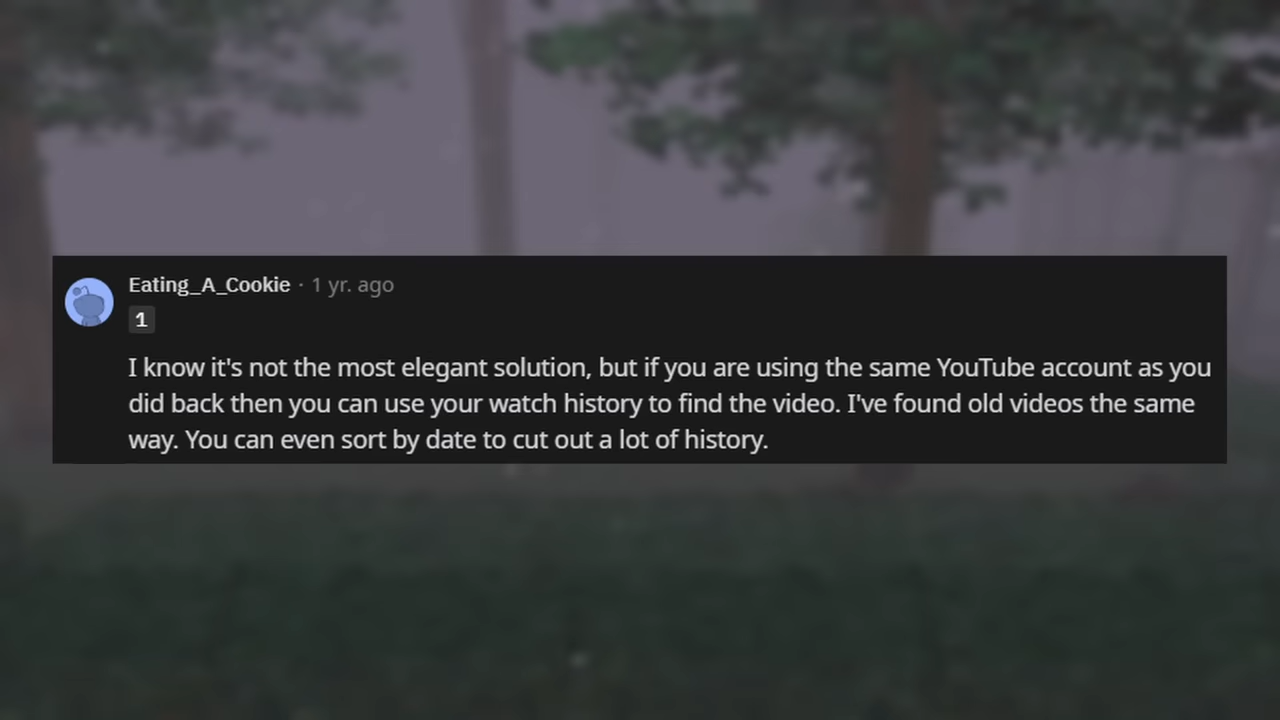 Eating_A_Cookie · 1 yr. ago
1
I know it's not the most elegant solution, but if you are using the same YouTube account as you
did back then you can use your watch history to find the video. I've found old videos the same
way. You can even sort by date to cut out a lot of history.